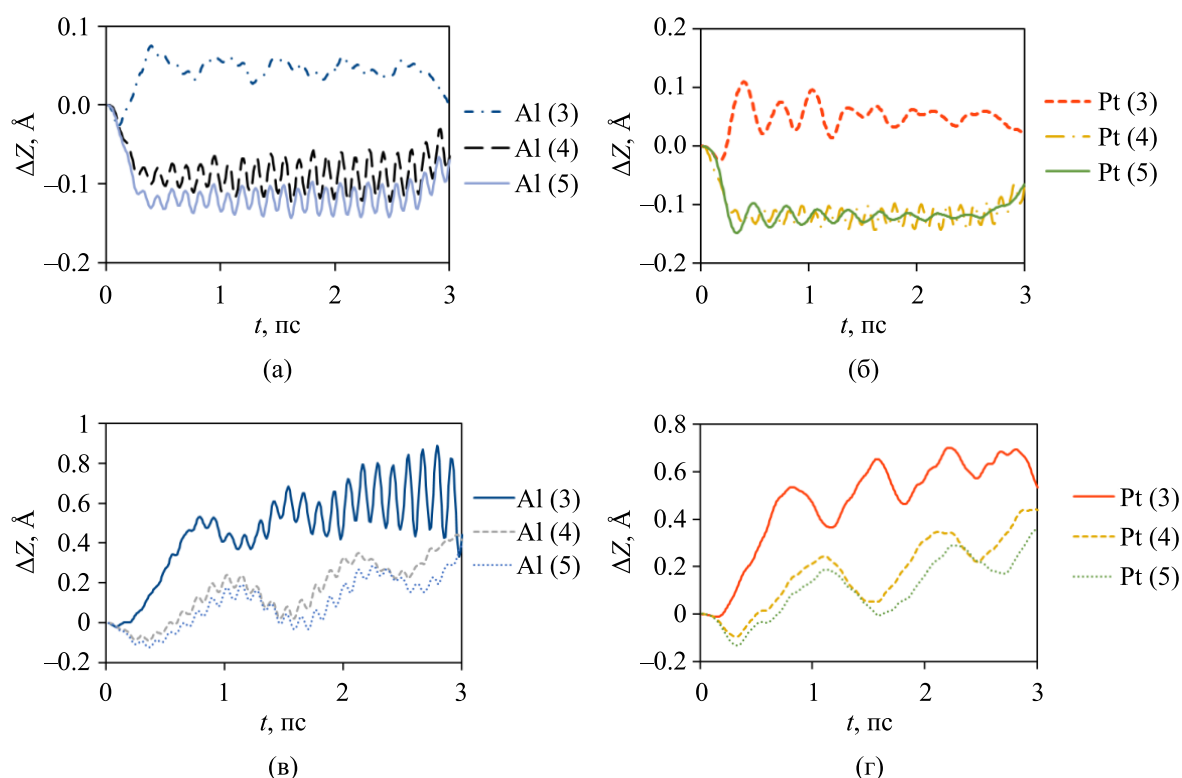 0.1
0.0
–0.1
–0.2
ΔZ, Å
0
1
2
3
t, пс
Al (3)
Al (4)
Al (5)
(а)
0.2
0.1
0.0
–0.1
–0.2
ΔZ, Å
0
1
2
3
t, пс
Pt (3)
Pt (4)
Pt (5)
(б)
1
0.8
0.6
0.4
0.2
0
–0.2
ΔZ, Å
0
1
2
3
t, пс
Al (3)
Al (4)
Al (5)
(в)
0.8
0.6
0.4
0.2
0
–0.2
ΔZ, Å
0
1
2
3
t, пс
Pt (3)
Pt (4)
Pt (5)
(г)